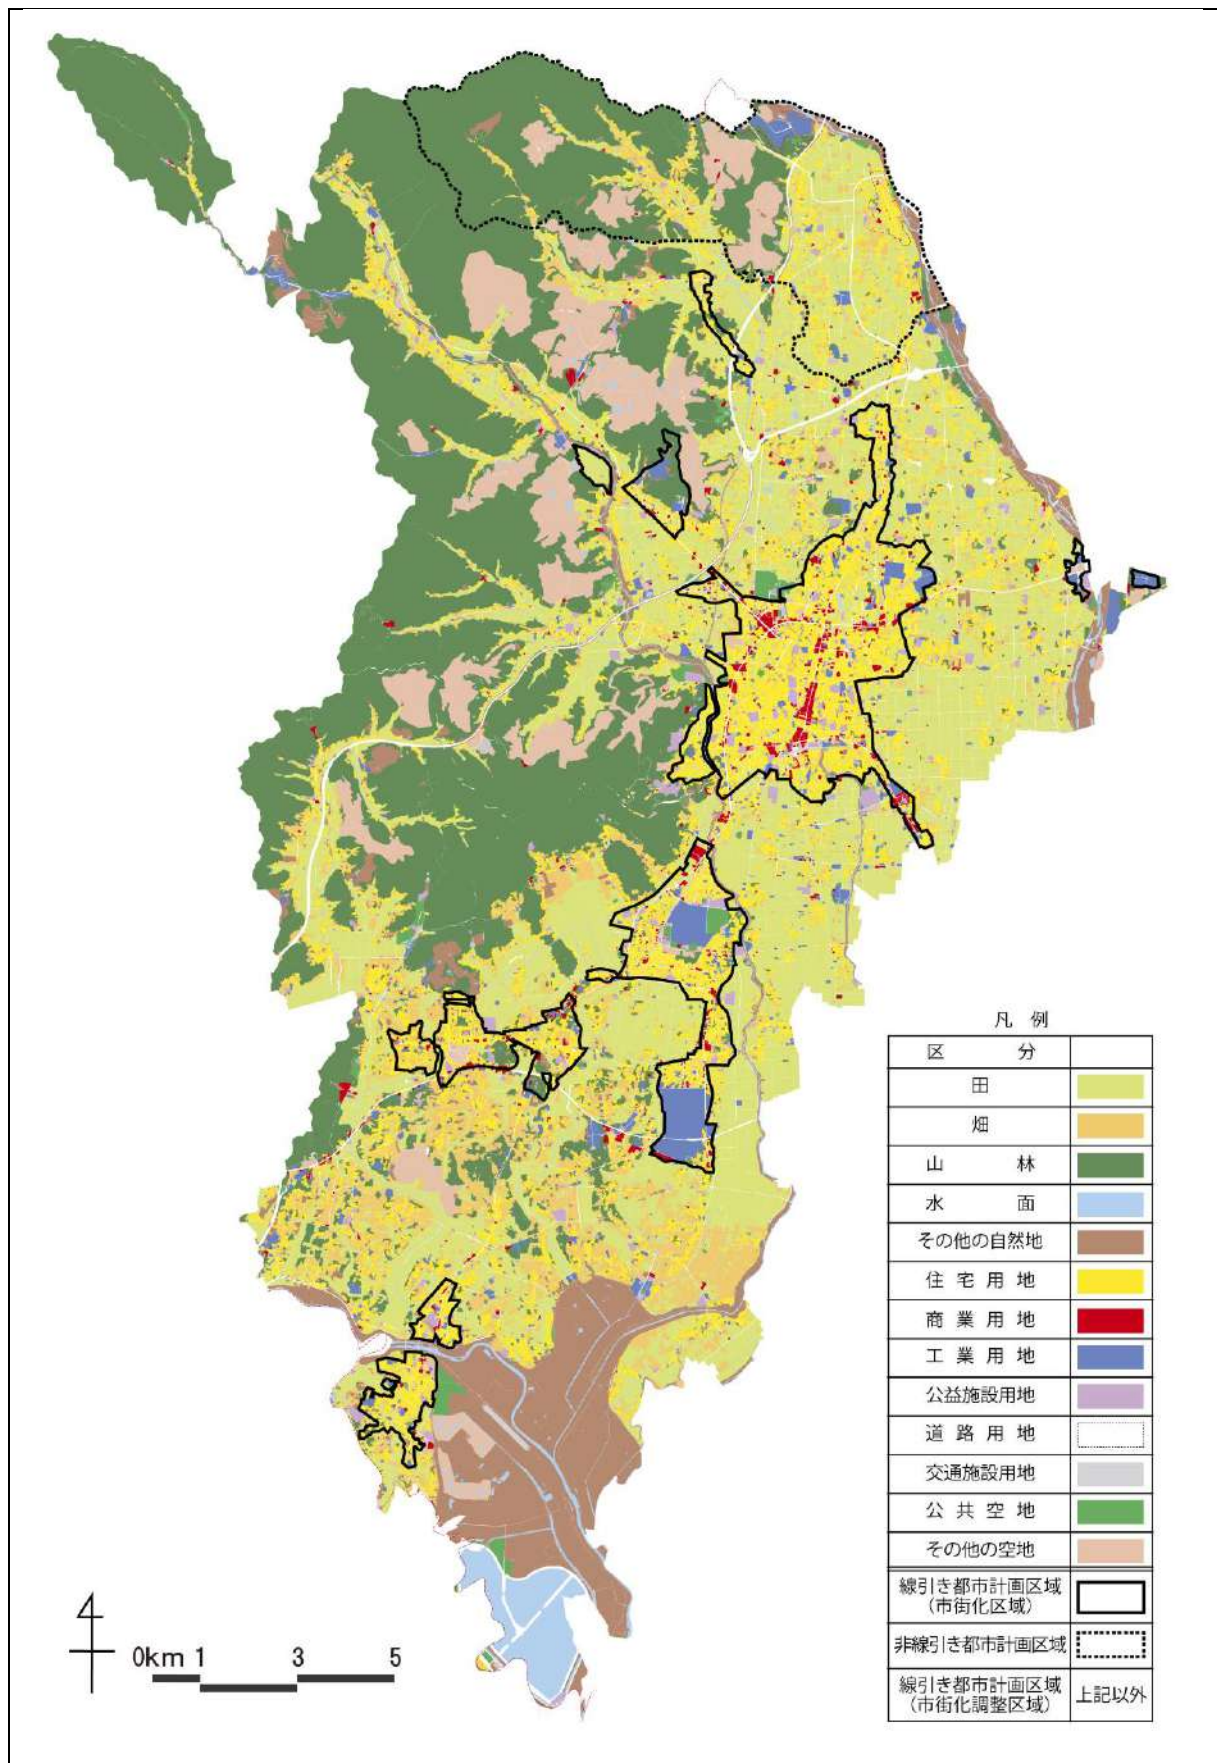 凡 例
区 分
田
畑
山 林
水 面
その他の自然地
住 宅 用 地
商 業 用 地
工 業 用 地
公益施設用地
道 路 用 地
交通施設用地
公 共 空 地
その他の空地
線引き都市計画区域
(市街化区域)
非線引き都市計画区域
線引き都市計画区域
(市街化調整区域)
上記以外
0km 1 3 5